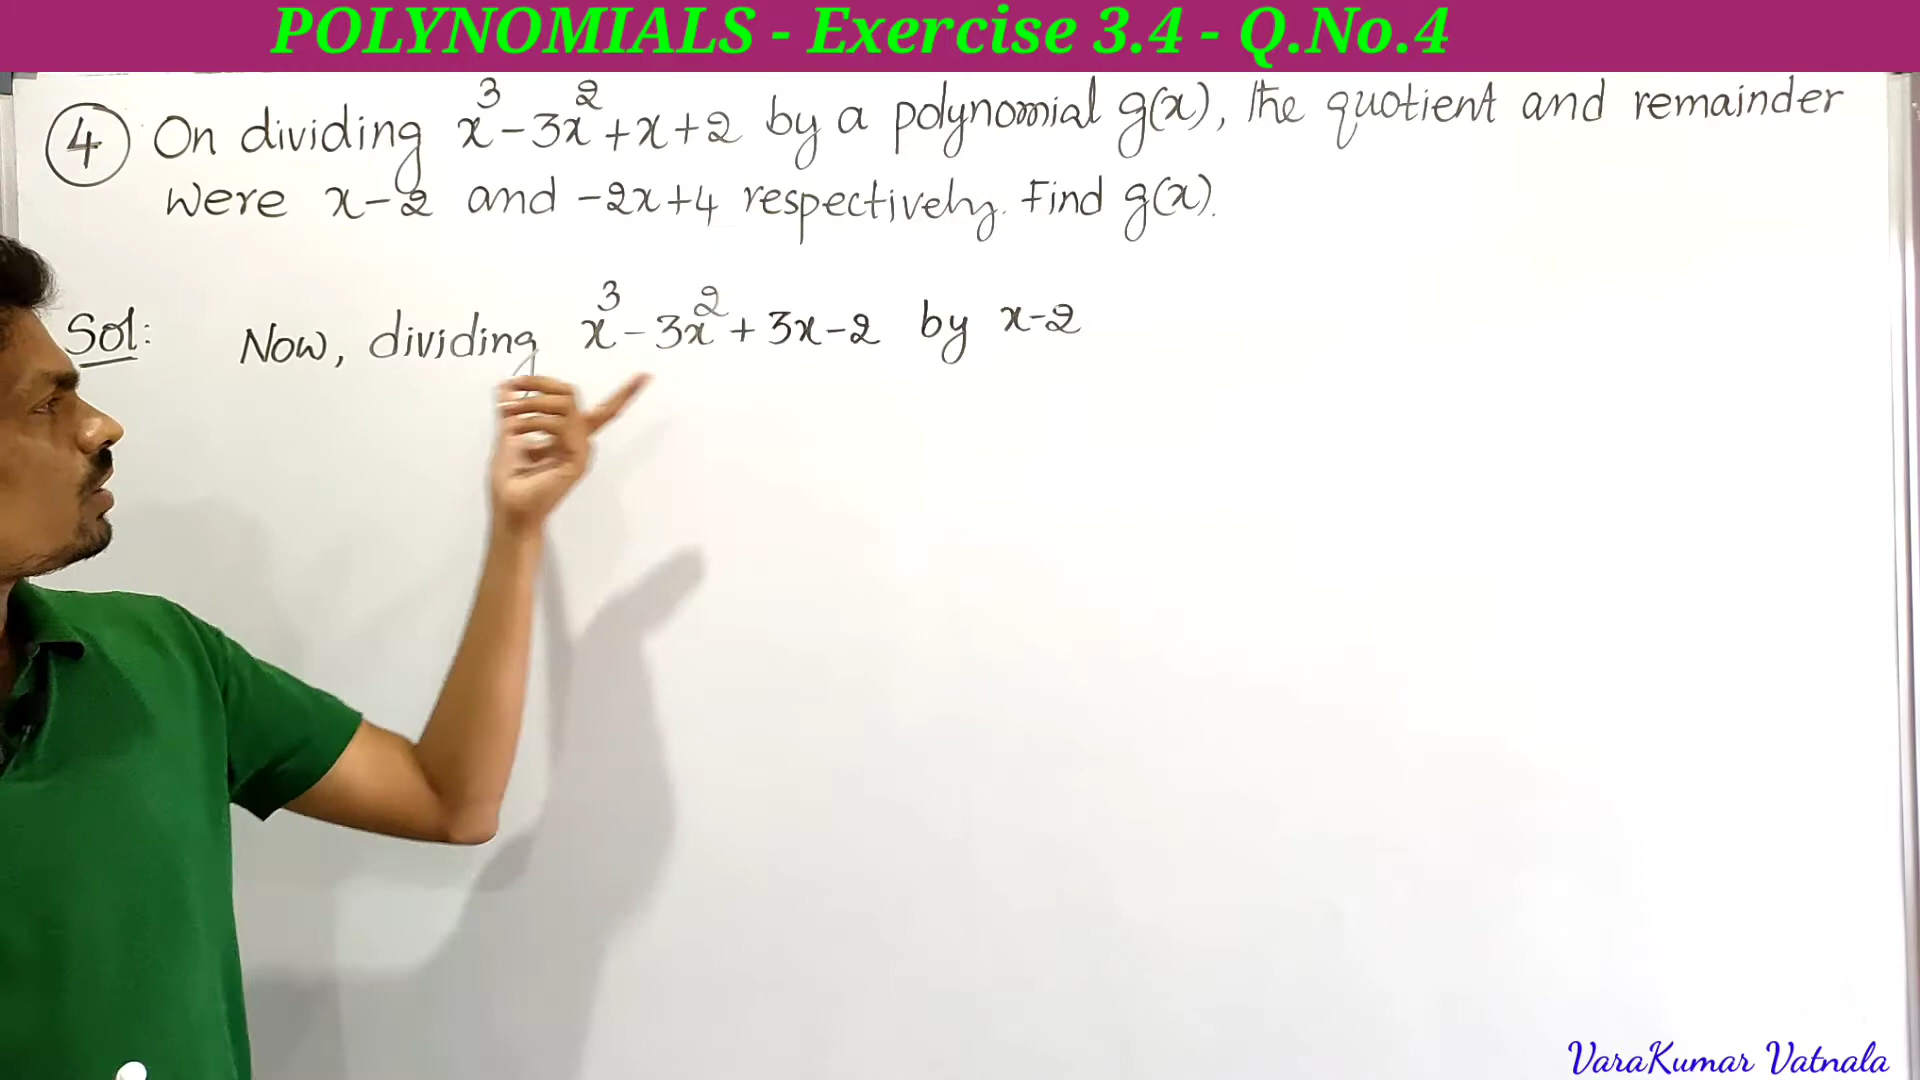 POLYNOMIALS - Exercise 3.4 - Q.No.4
④ On dividing x³-3x²+x+2 by a polynomial g(x), the quotient and remainder
were x-2 and -2x+4 respectively. Find g(x).
Sol: Now, dividing x³-3x²+3x-2 by x-2
VaraKumar Vatnala